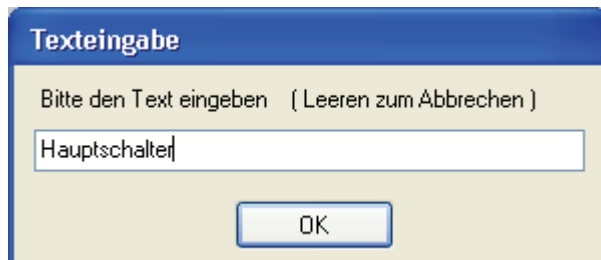 Texteingabe
Bitte den Text eingeben ( Leeren zum Abbrechen )
Hauptschalter
OK